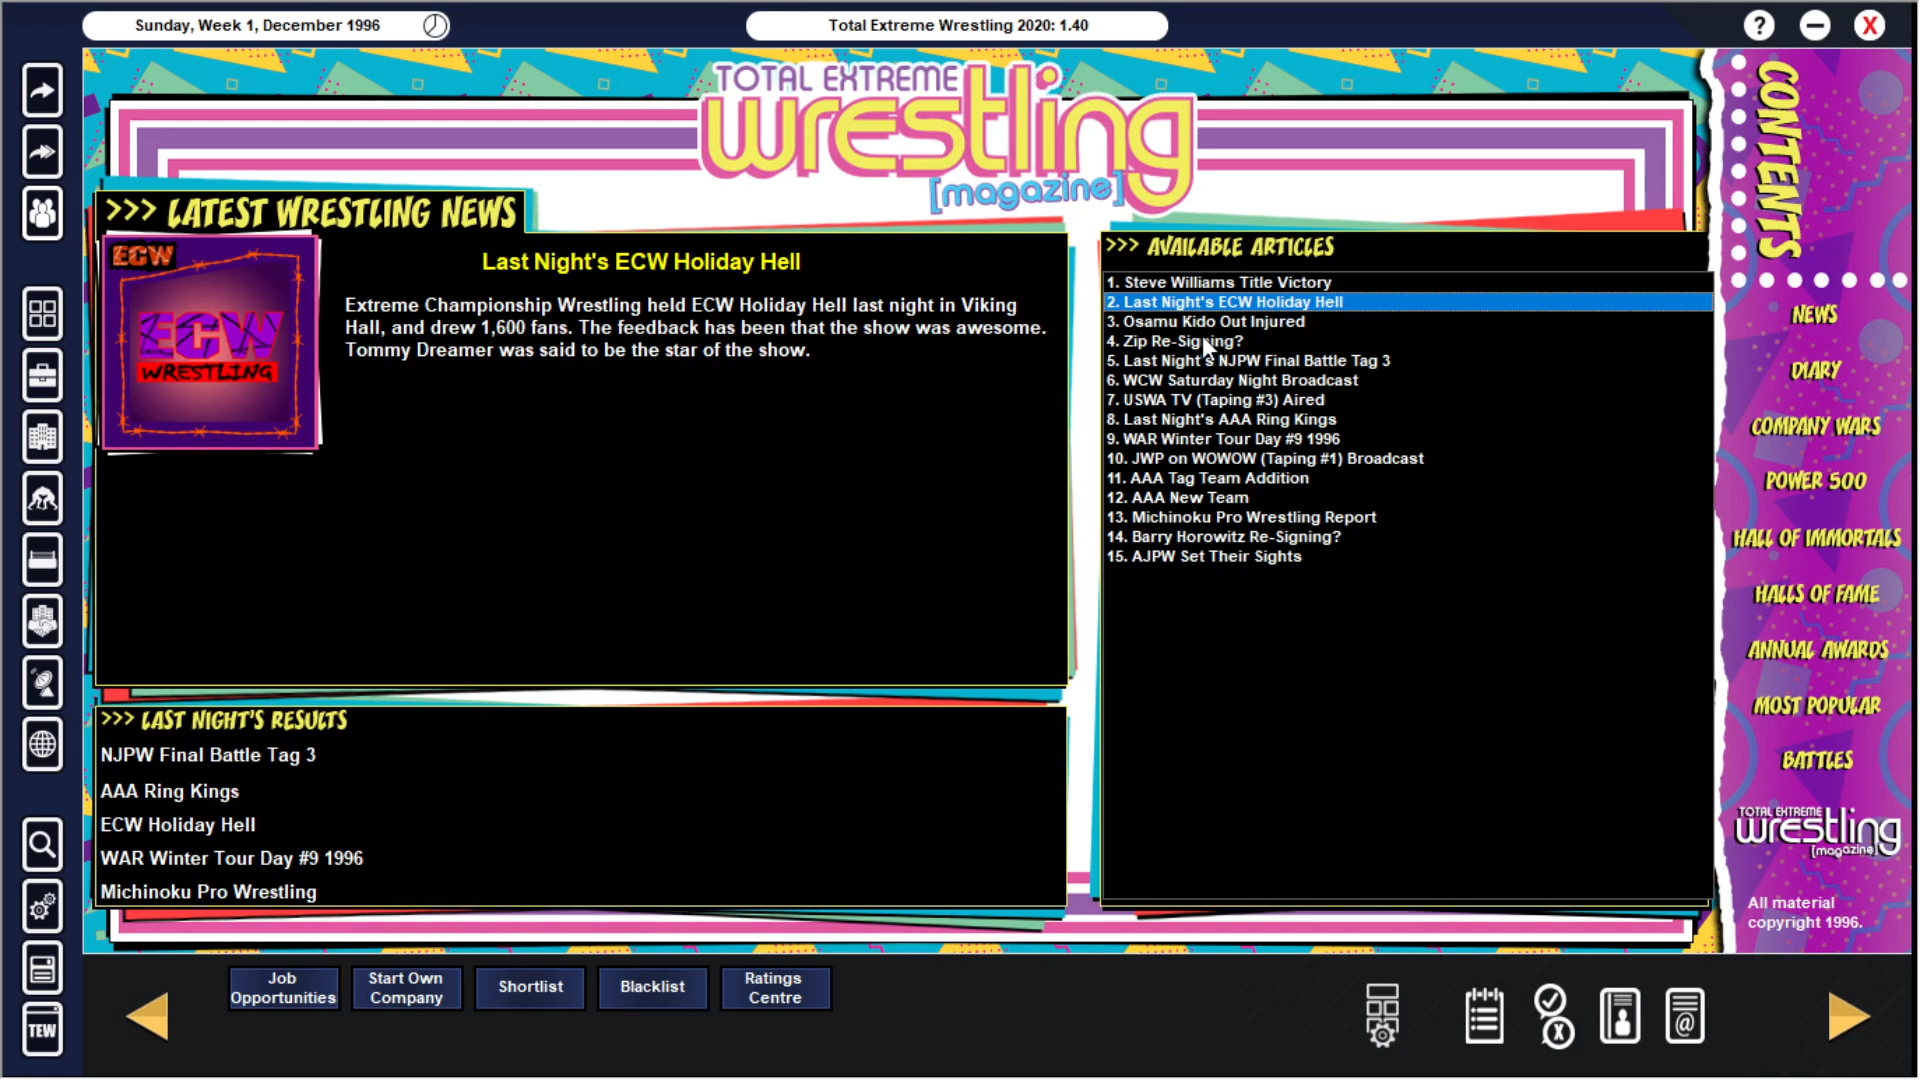 Sunday, Week 1, December 1996
Total Extreme Wrestling 2020: 1.40
?
X
TOTAL EXTREME
wrestling
[magazine]
CONTENTS
>>> LATEST WRESTLING NEWS
ECW
ECW
WRESTLING
Last Night's ECW Holiday Hell
Extreme Championship Wrestling held ECW Holiday Hell last night in Viking
Hall, and drew 1,600 fans. The feedback has been that the show was awesome.
Tommy Dreamer was said to be the star of the show.
>>> AVAILABLE ARTICLES
1. Steve Williams Title Victory
2. Last Night's ECW Holiday Hell
3. Osamu Kido Out Injured
4. Zip Re-Signing?
5. Last Night's NJPW Final Battle Tag 3
6. WCW Saturday Night Broadcast
7. USWA TV (Taping #3) Aired
8. Last Night's AAA Ring Kings
9. WAR Winter Tour Day #9 1996
10. JWP on WOWOW (Taping #1) Broadcast
11. AAA Tag Team Addition
12. AAA New Team
13. Michinoku Pro Wrestling Report
14. Barry Horowitz Re-Signing?
15. AJPW Set Their Sights
NEWS
DIARY
COMPANY WARS
POWER 500
HALL OF IMMORTALS
HALLS OF FAME
ANNUAL AWARDS
MOST POPULAR
BATTLES
TOTAL EXTREME
wrestling
[magazine]
All material
copyright 1996.
>>> LAST NIGHT'S RESULTS
NJPW Final Battle Tag 3
AAA Ring Kings
ECW Holiday Hell
WAR Winter Tour Day #9 1996
Michinoku Pro Wrestling
TEW
Job
Opportunities
Start Own
Company
Shortlist
Blacklist
Ratings
Centre
X
@